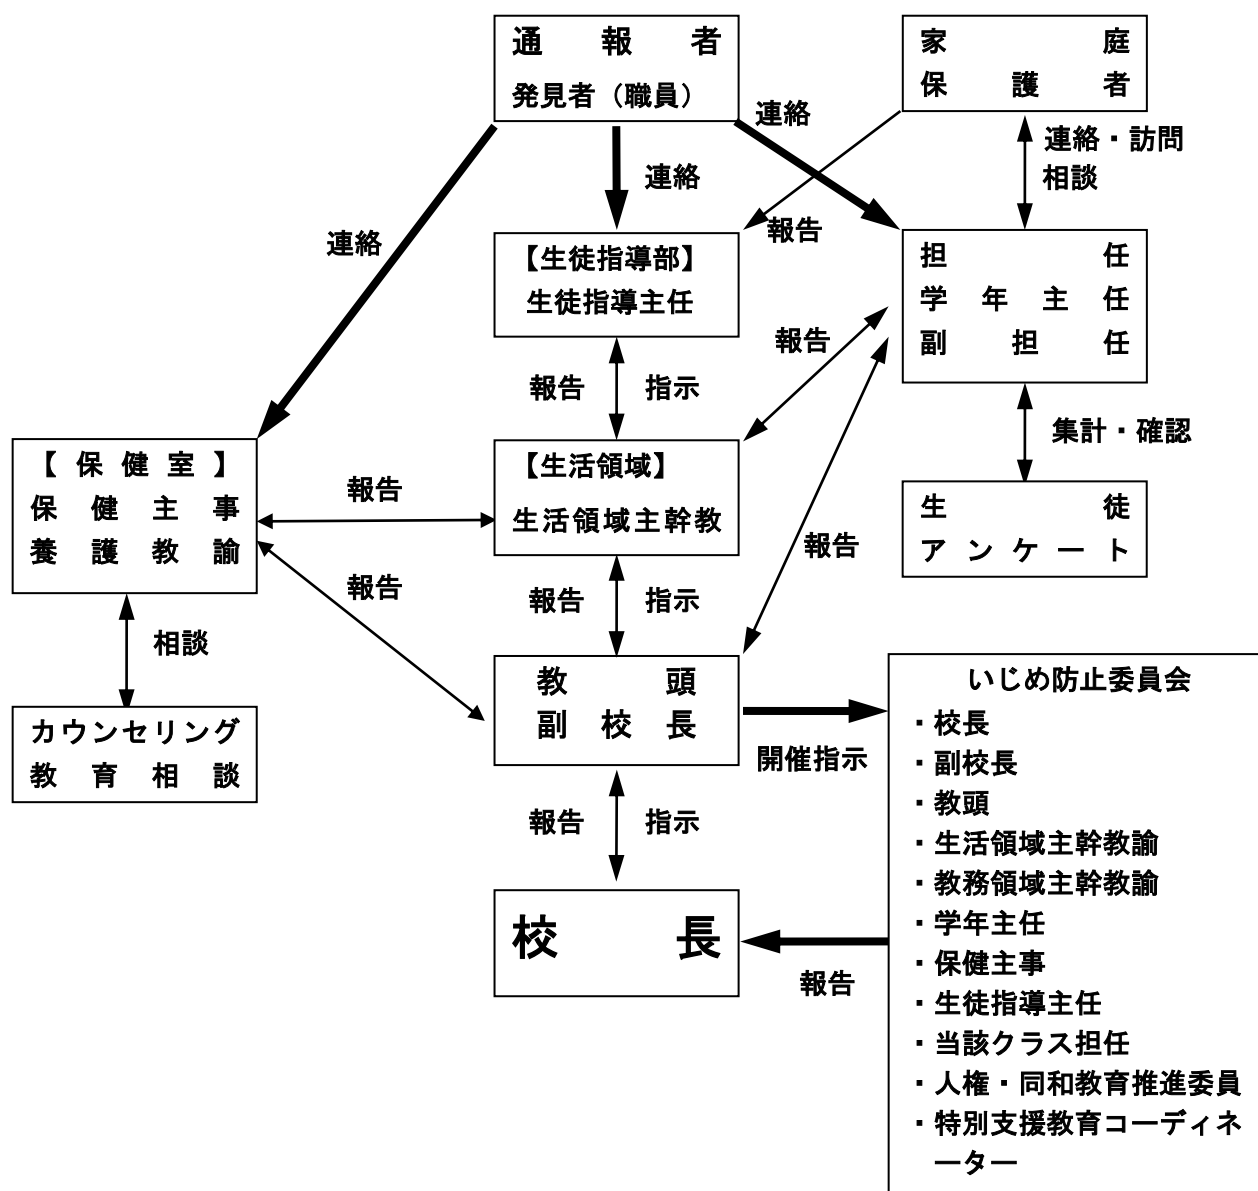 通報者
発見者（職員）
家庭
保護者
連絡
連絡
連絡
連絡・訪問
相談
報告
【生徒指導部】
生徒指導主任
担任
学年主任
副担任
報告
報告
指示
集計・確認
【保健室】
保健主事
養護教諭
報告
【生活領域】
生活領域主幹教
生徒
アンケート
報告
報告
報告
指示
相談
カウンセリング
教育相談
教頭
副校長
開催指示
いじめ防止委員会
・校長
・副校長
・教頭
・生活領域主幹教諭
・教務領域主幹教諭
・学年主任
・保健主事
・生徒指導主任
・当該クラス担任
・人権・同和教育推進委員
・特別支援教育コーディネ
ーター
報告
指示
校長
報告